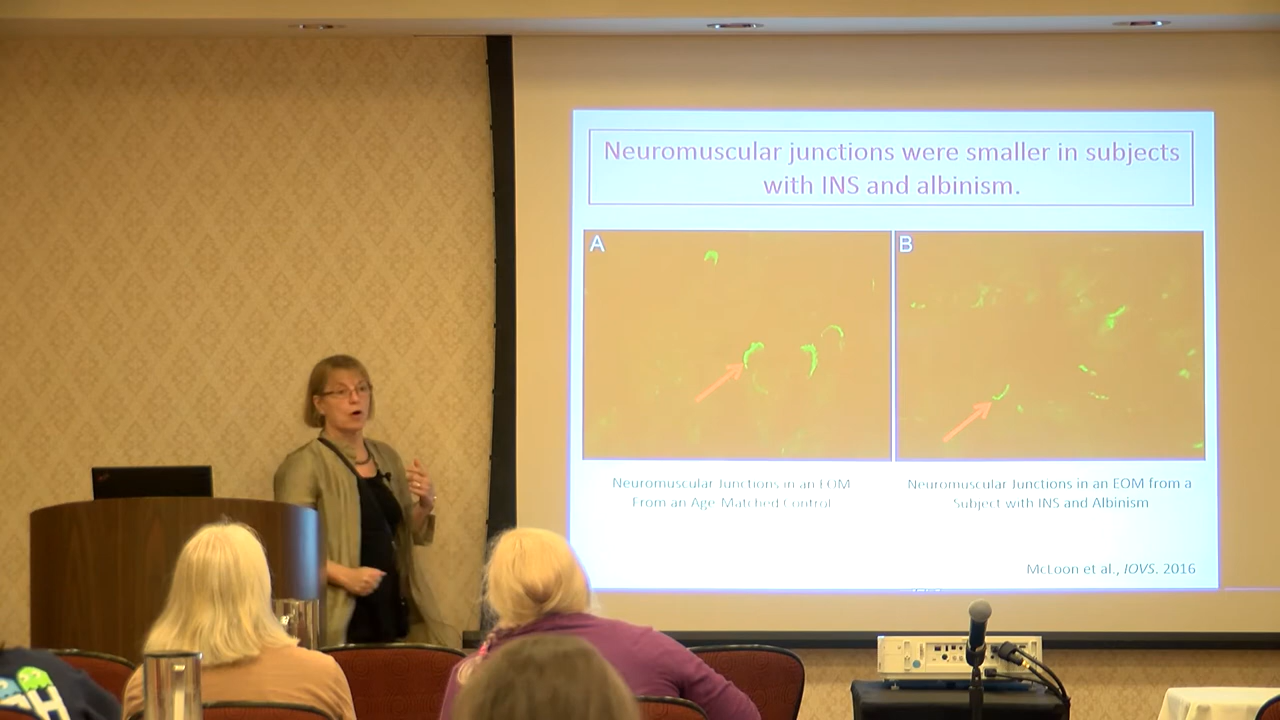 Neuromuscular junctions were smaller in subjects
with INS and albinism.
A
B
Neuromuscular Junctions in an EOM
From an Age-Matched Control
Neuromuscular Junctions in an EOM from a
Subject with INS and Albinism
McLoon et al., IOVS. 2016